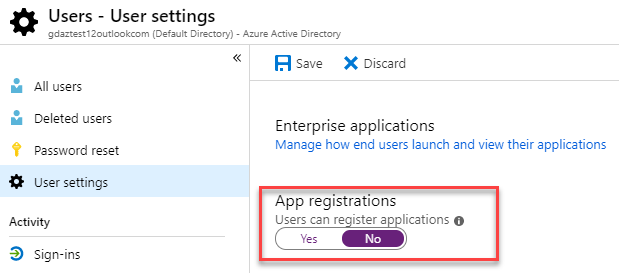 Users - User settings
gdaztest12outlookcom (Default Directory) - Azure Active Directory
«
Save
Discard
All users
Deleted users
Password reset
User settings
Activity
Sign-ins
Enterprise applications
Manage how end users launch and view their applications
App registrations
Users can register applications
Yes
No